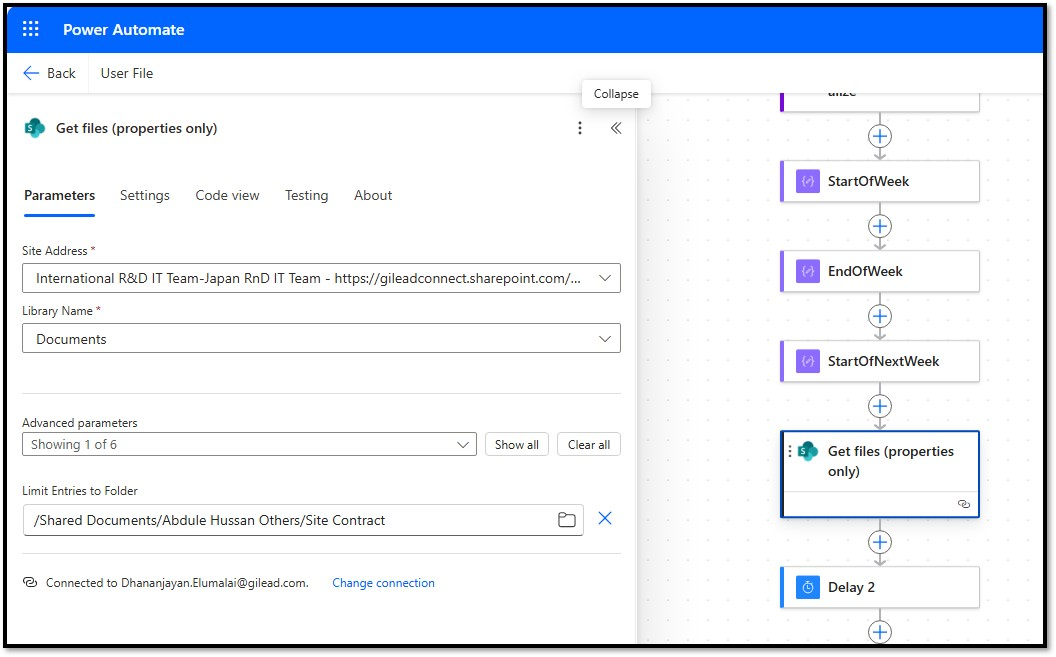 Power Automate
Back
User File
Collapse
Get files (properties only)
Parameters
Settings
Code view
Testing
About
Site Address *
International R&D IT Team-Japan RnD IT Team - https://gileadconnect.sharepoint.com/...
Library Name *
Documents
Advanced parameters
Showing 1 of 6
Show all
Clear all
Limit Entries to Folder
/Shared Documents/Abdule Hussan Others/Site Contract
Connected to Dhananjayan.Elumalai@gilead.com.
Change connection
StartOfWeek
EndOfWeek
StartOfNextWeek
Get files (properties
only)
Delay 2